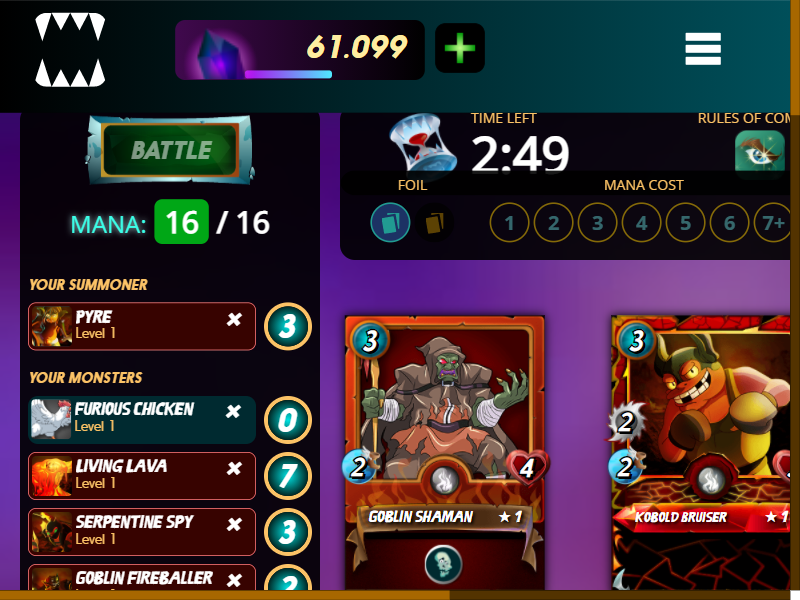 61.099
BATTLE
MANA: 16 / 16
YOUR SUMMONER
PYRE
Level 1
3
YOUR MONSTERS
FURIOUS CHICKEN
Level 1
0
LIVING LAVA
Level 1
7
SERPENTINE SPY
Level 1
3
GOBLIN FIREBALLER
TIME LEFT
2:49
RULES OF COM
FOIL
MANA COST
1 2 3 4 5 6 7+
3
2
4
GOBLIN SHAMAN ★ 1
3
2
2
KOBOLD BRUISER ★ 1